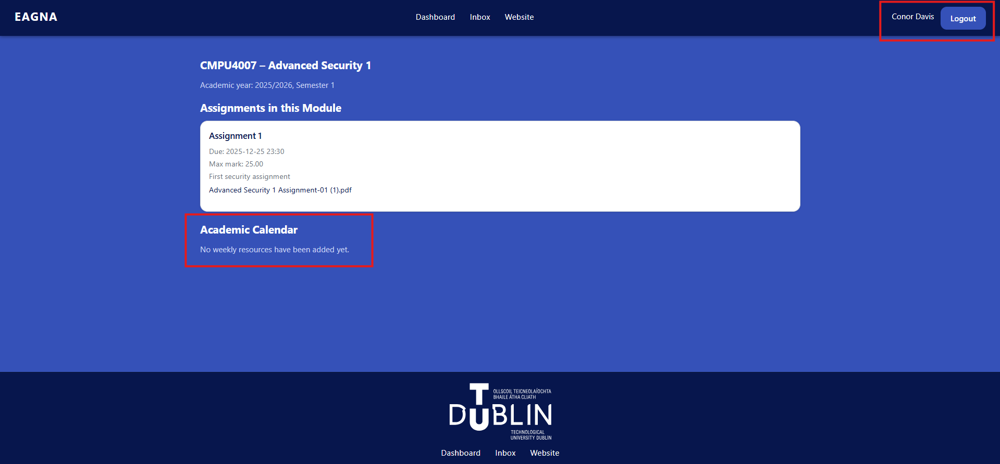 EAGNA
Dashboard Inbox Website
Conor Davis Logout
CMPU4007 – Advanced Security 1
Academic year: 2025/2026, Semester 1
Assignments in this Module
Assignment 1
Due: 2025-12-25 23:30
Max mark: 25.00
First security assignment
Advanced Security 1 Assignment-01 (1).pdf
Academic Calendar
No weekly resources have been added yet.
OLLSCOIL TEICNEOLAÍOCHTA
BHAILE ÁTHA CLIATH
TU DUBLIN
TECHNOLOGICAL
UNIVERSITY DUBLIN
Dashboard Inbox Website